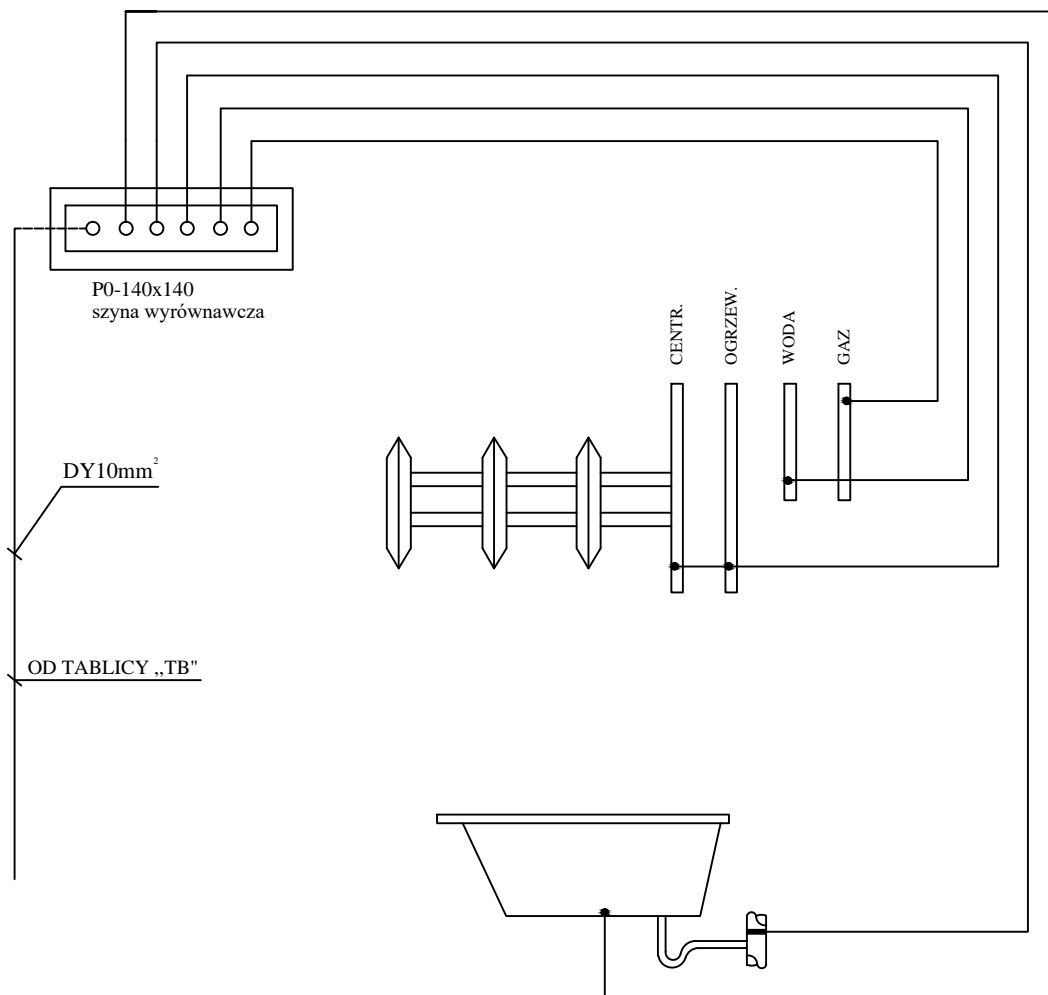 P0-140x140
szyna wyrównawcza
CENTR.
OGRZEW.
WODA
GAZ
DY10mm²
OD TABLICY ,,TB"